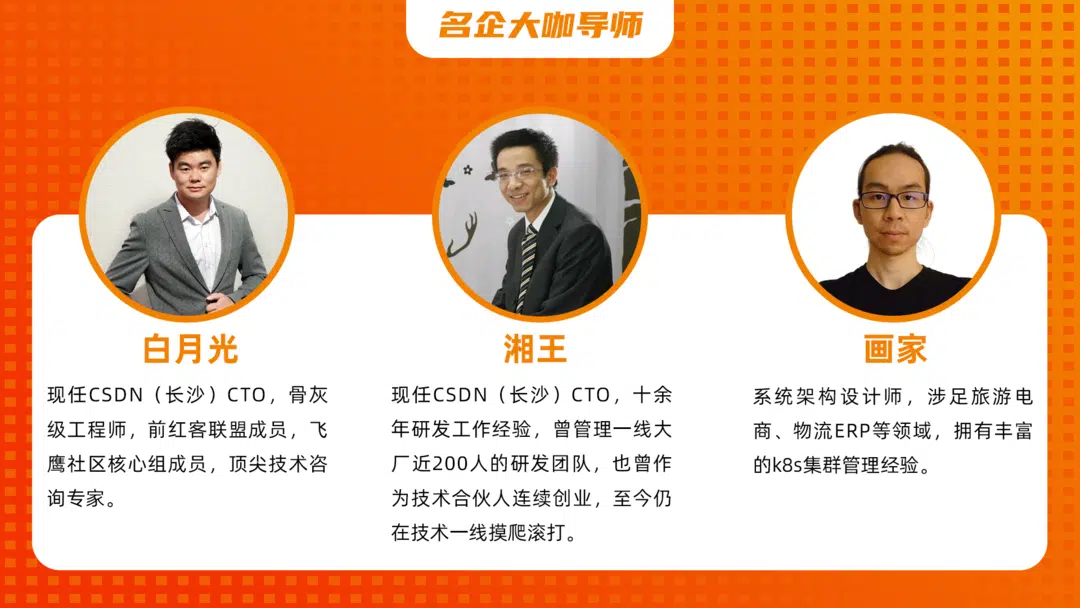 名企大咖导师
白月光
现任CSDN（长沙）CTO，骨灰
级工程师，前红客联盟成员，飞
鹰社区核心组成员，顶尖技术咨
询专家。
湘王
现任CSDN（长沙）CTO，十余
年研发工作经验，曾管理一线大
厂近200人的研发团队，也曾作
为技术合伙人连续创业，至今仍
在技术一线摸爬滚打。
画家
系统架构设计师，涉足旅游电
商、物流ERP等领域，拥有丰富
的k8s集群管理经验。